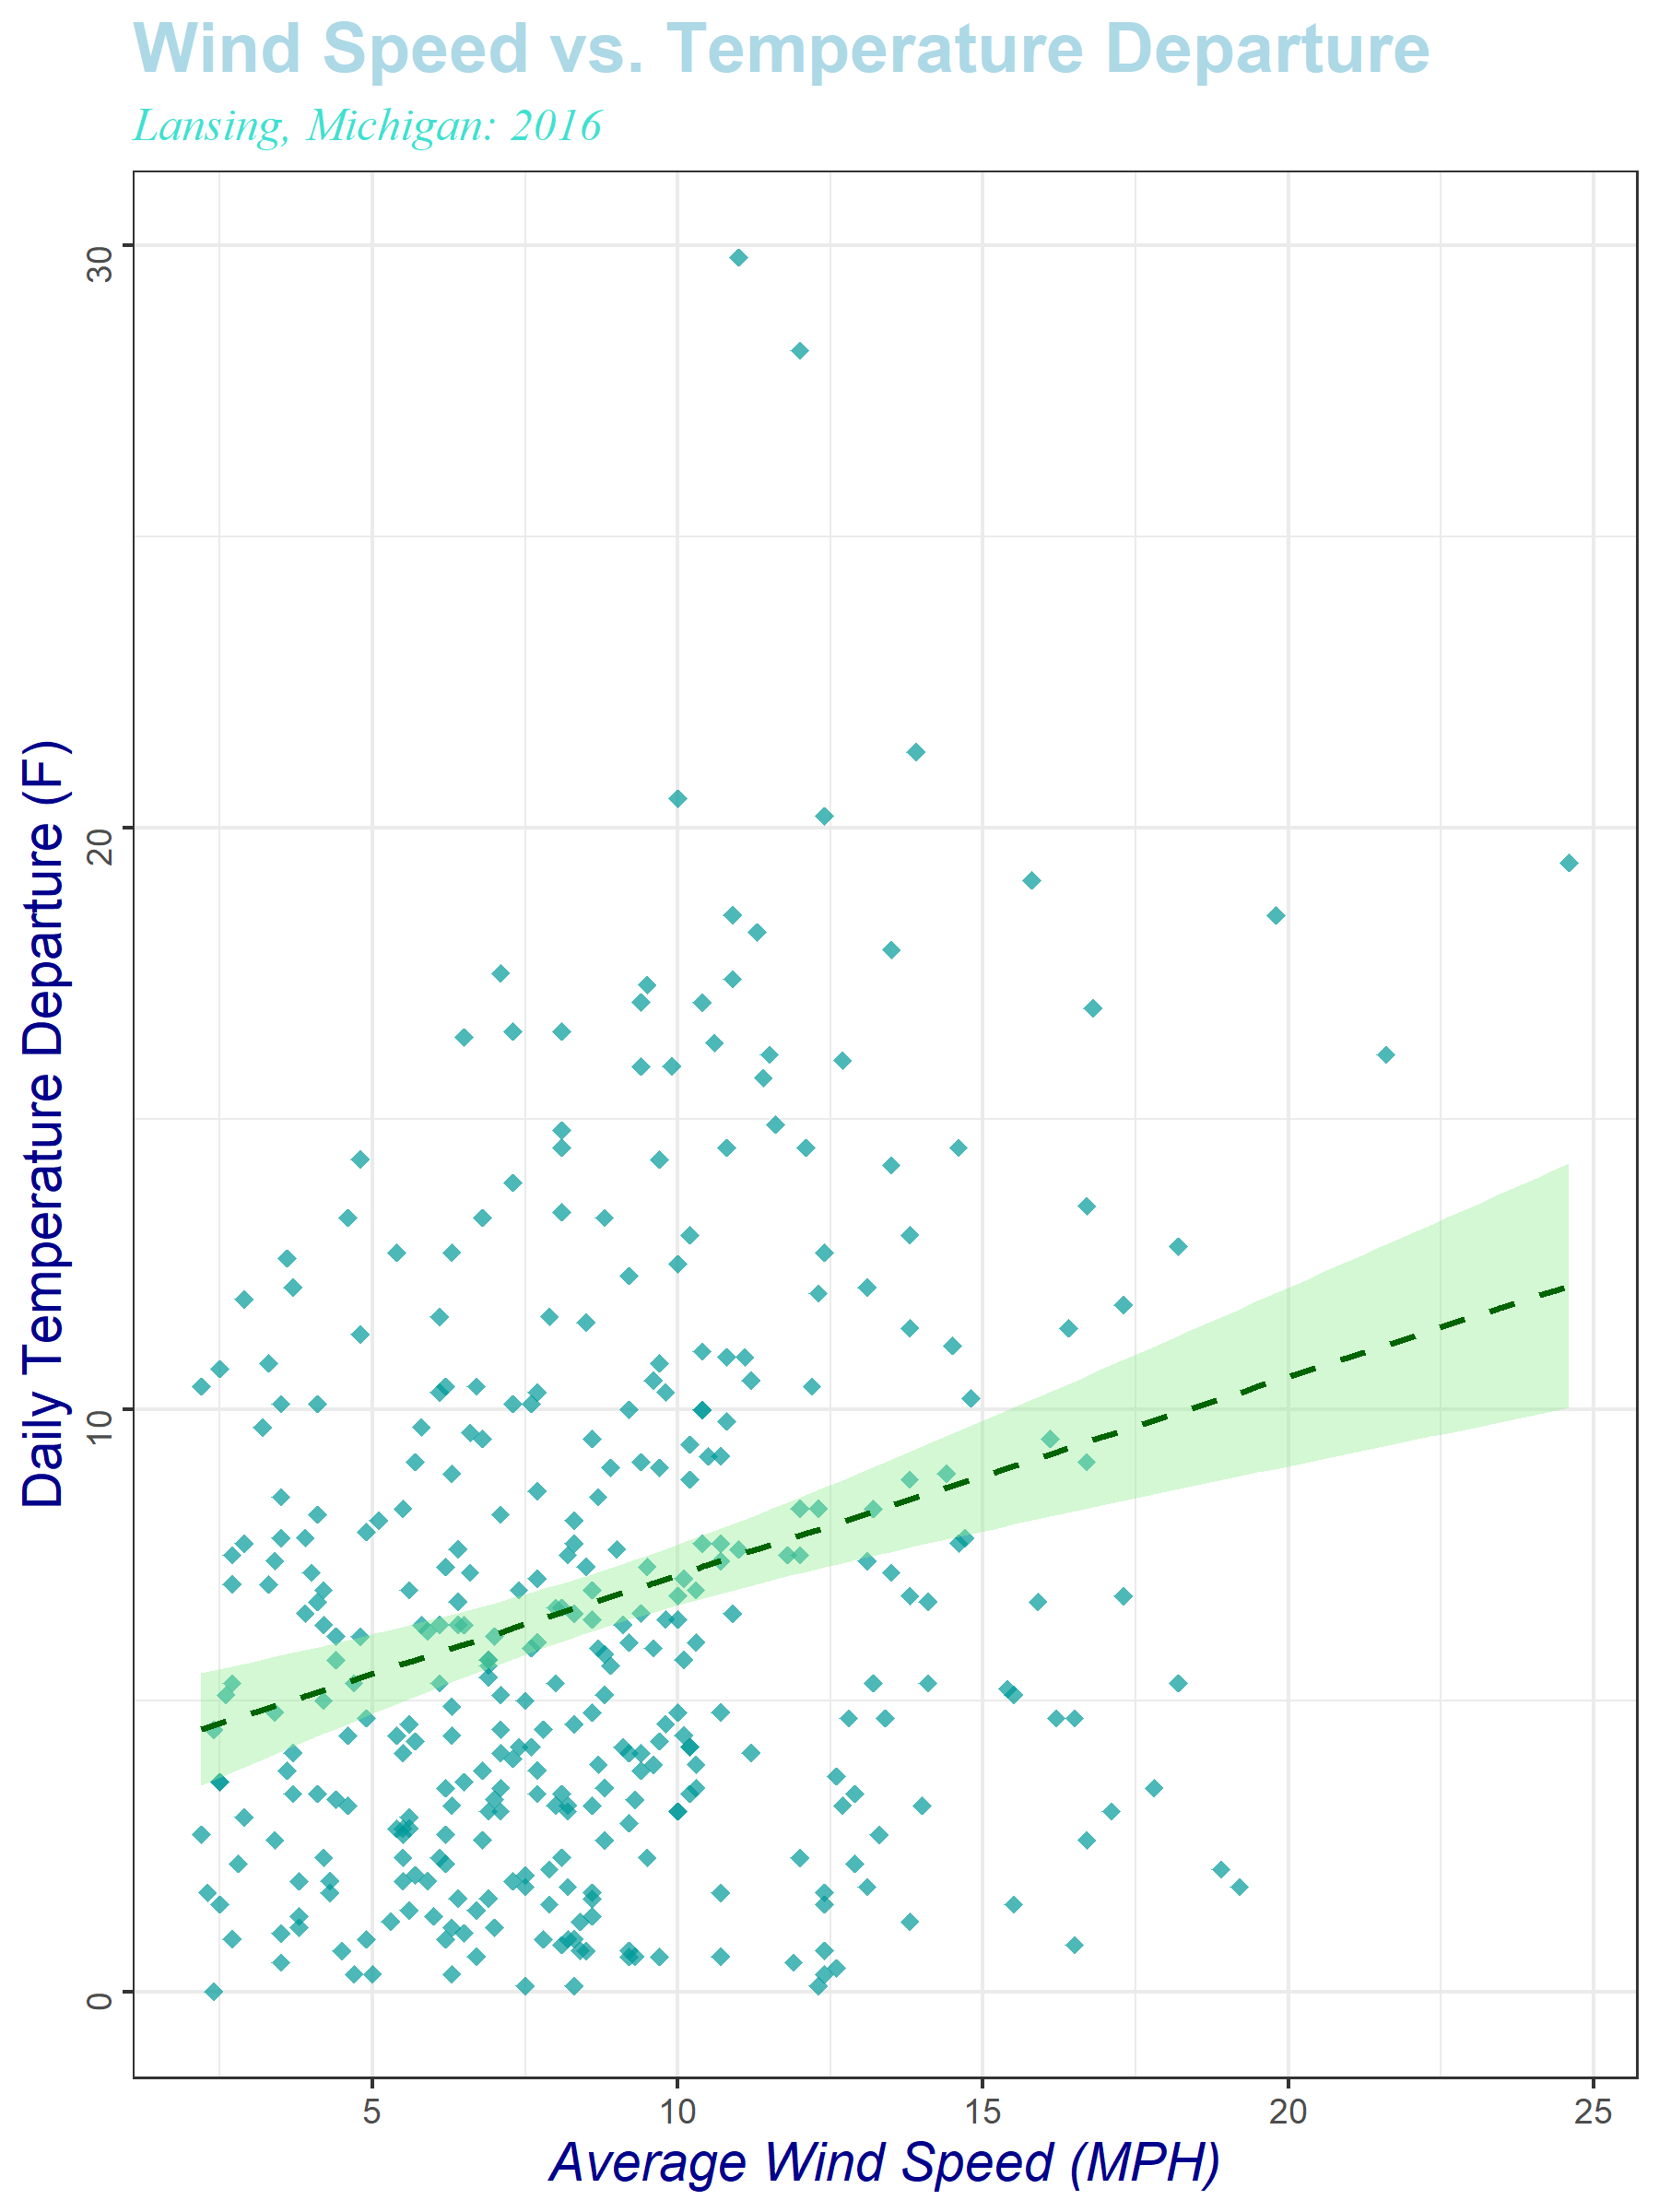 Wind Speed vs. Temperature Departure
Lansing, Michigan: 2016
Daily Temperature Departure (F)
30
20
10
0
5 10 15 20 25
Average Wind Speed (MPH)